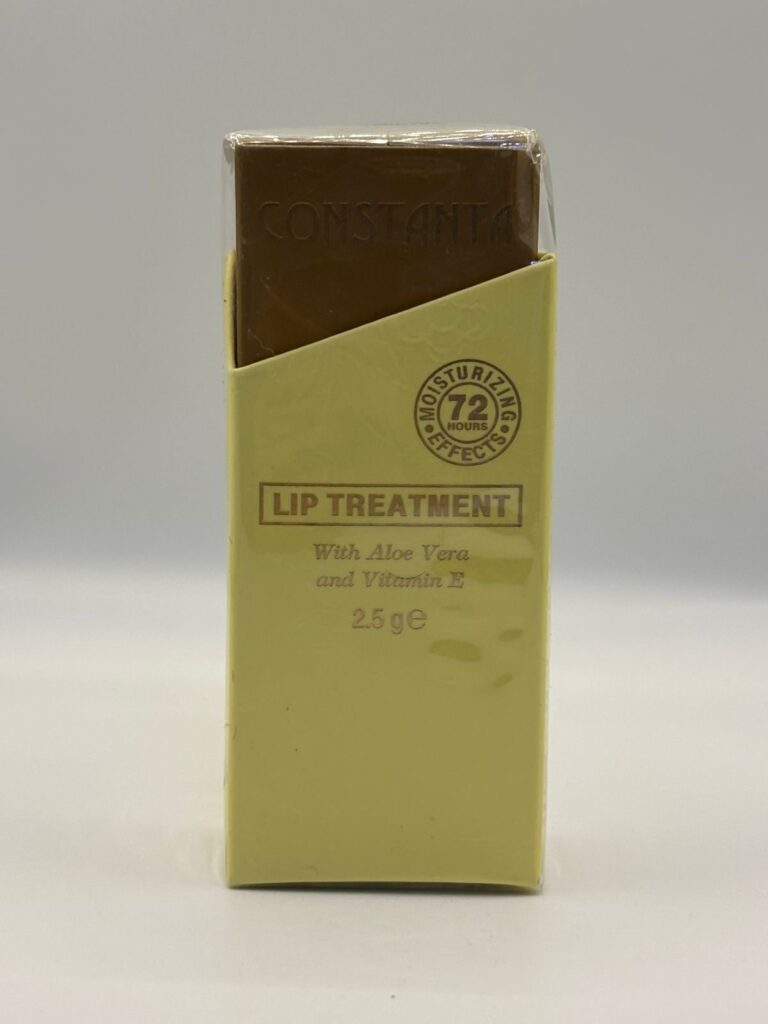 CONSTANTA
MOISTURIZING
72
HOURS
EFFECTS
LIP TREATMENT
With Aloe Vera
and Vitamin E
2.5 g℮